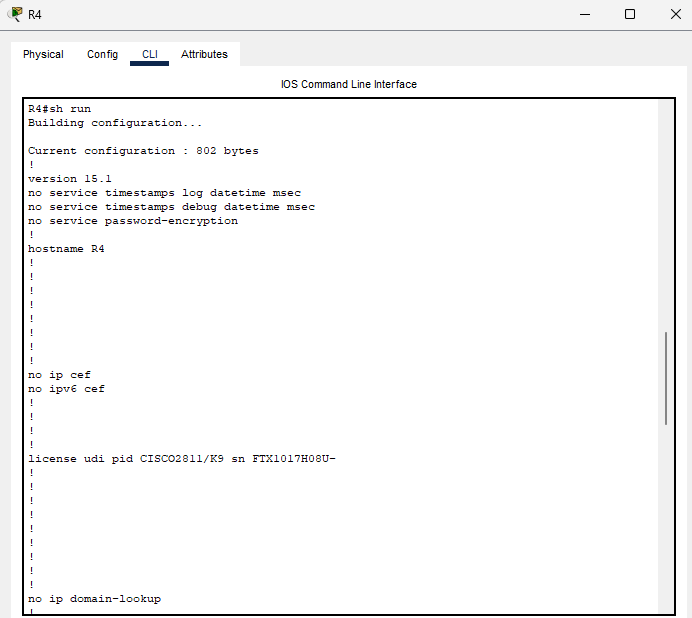 R4
Physical Config CLI Attributes
IOS Command Line Interface
R4#sh run
Building configuration...
Current configuration : 802 bytes
!
version 15.1
no service timestamps log datetime msec
no service timestamps debug datetime msec
no service password-encryption
!
hostname R4
!
!
!
!
!
!
!
!
no ip cef
no ipv6 cef
!
!
!
!
license udi pid CISCO2811/K9 sn FTX1017H08U-
!
!
!
!
!
!
!
!
!
no ip domain-lookup
!